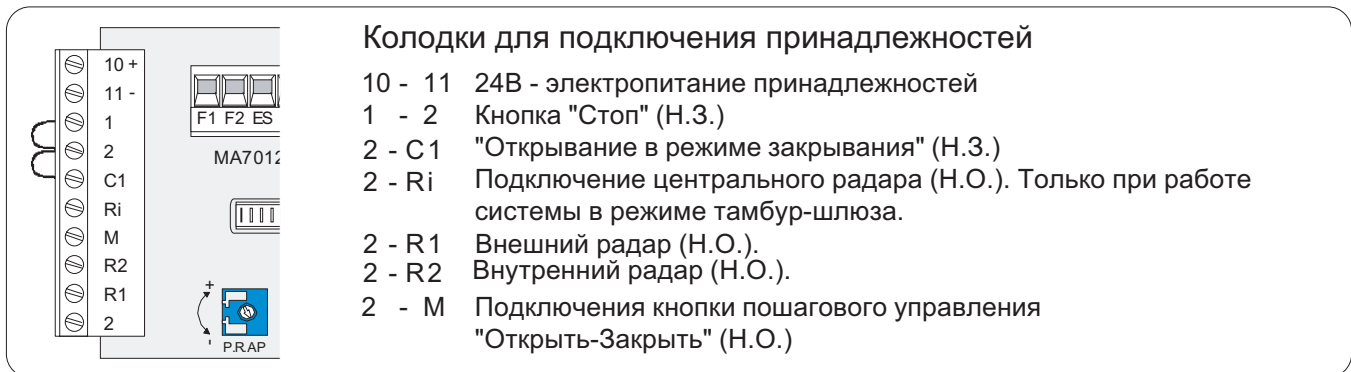 10 +
11 -
1
2
C1
Ri
M
R2
R1
2
F1 F2 ES
MA7012
+
-
P.R.AP
Колодки для подключения принадлежностей
10 - 11 24В - электропитание принадлежностей
1 - 2 Кнопка "Стоп" (Н.З.)
2 - C1 "Открывание в режиме закрывания" (Н.З.)
2 - Ri Подключение центрального радара (Н.О.). Только при работе
системы в режиме тамбур-шлюза.
2 - R1 Внешний радар (Н.О.).
2 - R2 Внутренний радар (Н.О.).
2 - M Подключения кнопки пошагового управления
"Открыть-Закрыть" (Н.О.)